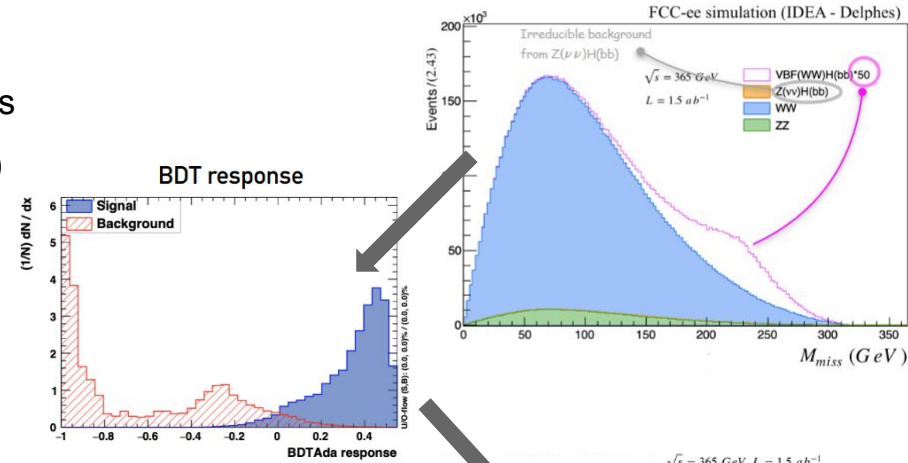 s
)
FCC-ee simulation (IDEA - Delphes)
×10³
200
150
50
0
Events /(2.43)
Irreducible background
from Z(νν)H(bb)
√s = 365 GeV
L = 1.5 ab⁻¹
VBF(WW)H(bb)*50
Z(νν)H(bb)
WW
ZZ
0 50 100 150 200 250 300 350
M_miss (GeV)
BDT response
(1/N) dN / dx
6
5
4
3
2
1
0
Signal
Background
U/O-flow (S,B): (0.0, 0.0)% / (0.0, 0.0)%
-1 -0.8 -0.6 -0.4 -0.2 0 0.2 0.4
BDTAda response
√s = 365 GeV, L = 1.5 ab⁻¹